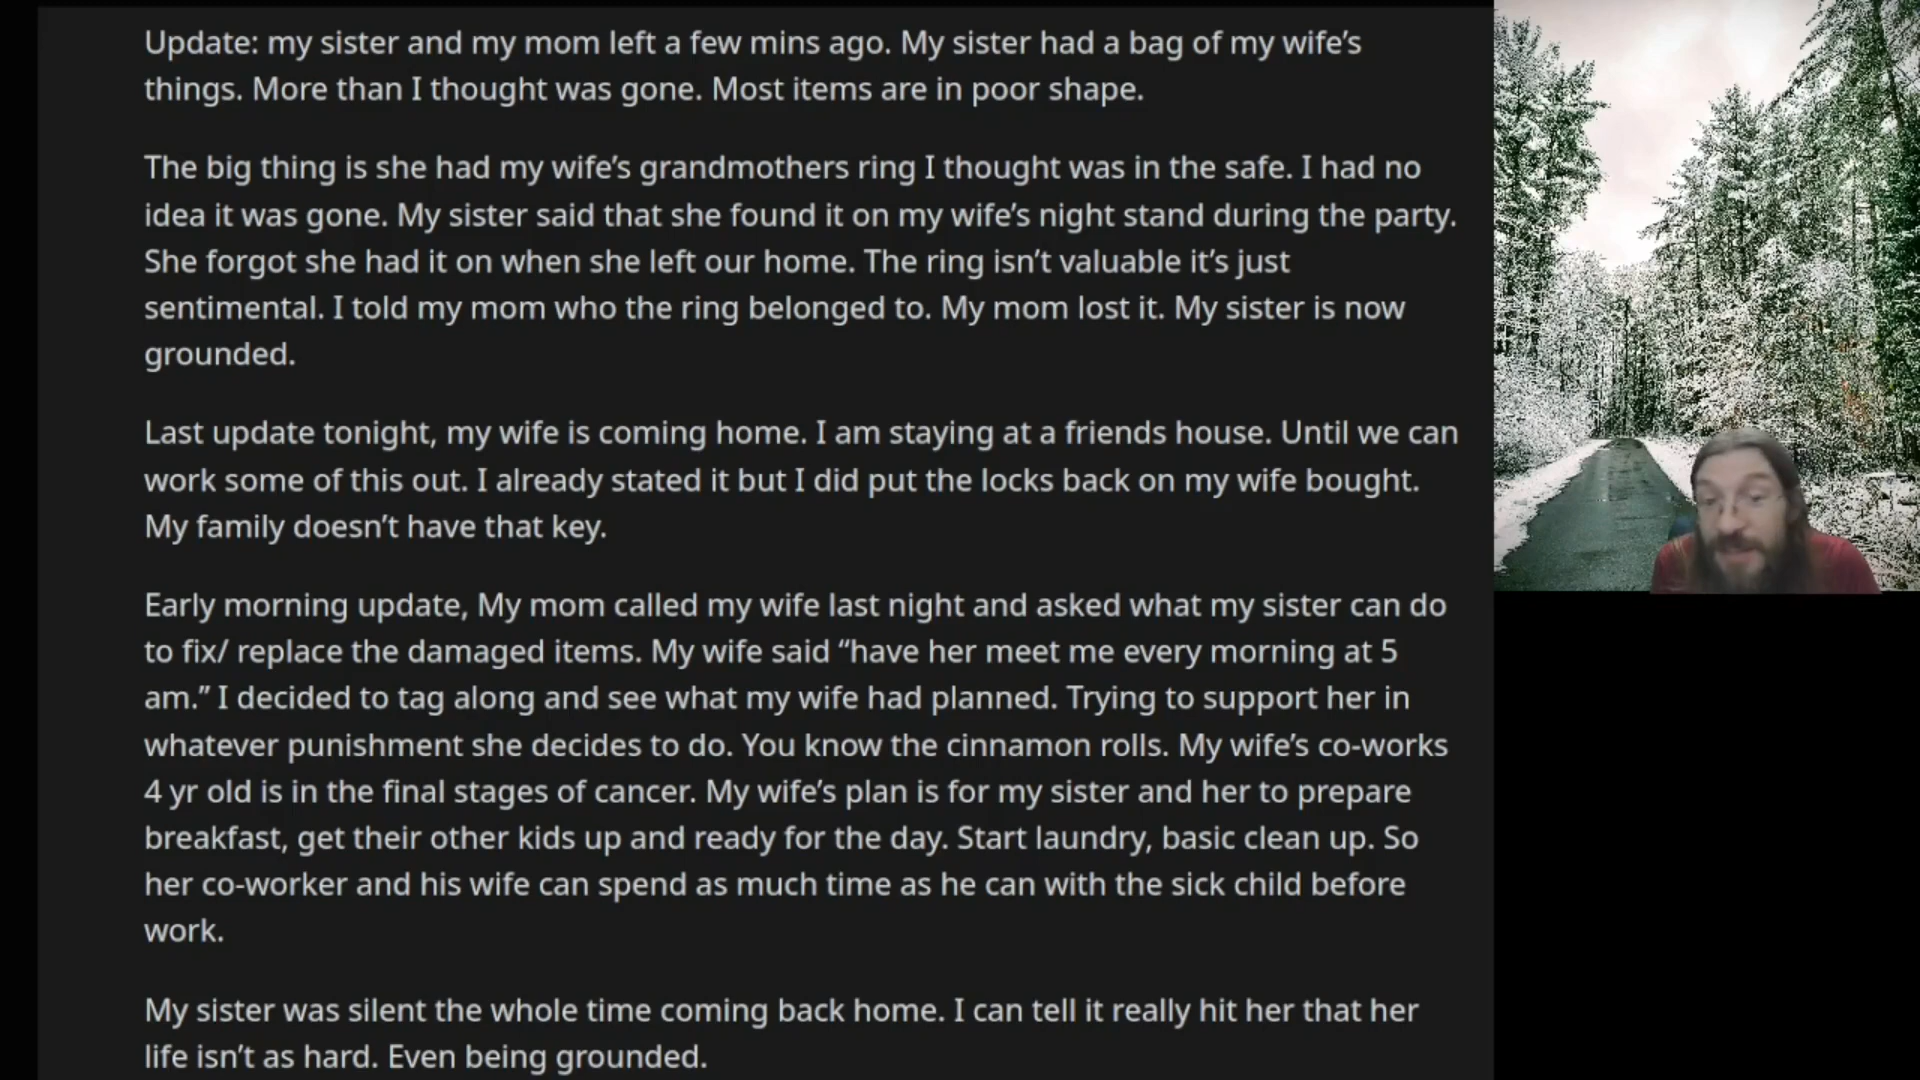 Update: my sister and my mom left a few mins ago. My sister had a bag of my wife’s
things. More than I thought was gone. Most items are in poor shape.
The big thing is she had my wife’s grandmothers ring I thought was in the safe. I had no
idea it was gone. My sister said that she found it on my wife’s night stand during the party.
She forgot she had it on when she left our home. The ring isn’t valuable it’s just
sentimental. I told my mom who the ring belonged to. My mom lost it. My sister is now
grounded.
Last update tonight, my wife is coming home. I am staying at a friends house. Until we can
work some of this out. I already stated it but I did put the locks back on my wife bought.
My family doesn’t have that key.
Early morning update, My mom called my wife last night and asked what my sister can do
to fix/ replace the damaged items. My wife said “have her meet me every morning at 5
am.” I decided to tag along and see what my wife had planned. Trying to support her in
whatever punishment she decides to do. You know the cinnamon rolls. My wife’s co-works
4 yr old is in the final stages of cancer. My wife’s plan is for my sister and her to prepare
breakfast, get their other kids up and ready for the day. Start laundry, basic clean up. So
her co-worker and his wife can spend as much time as he can with the sick child before
work.
My sister was silent the whole time coming back home. I can tell it really hit her that her
life isn’t as hard. Even being grounded.